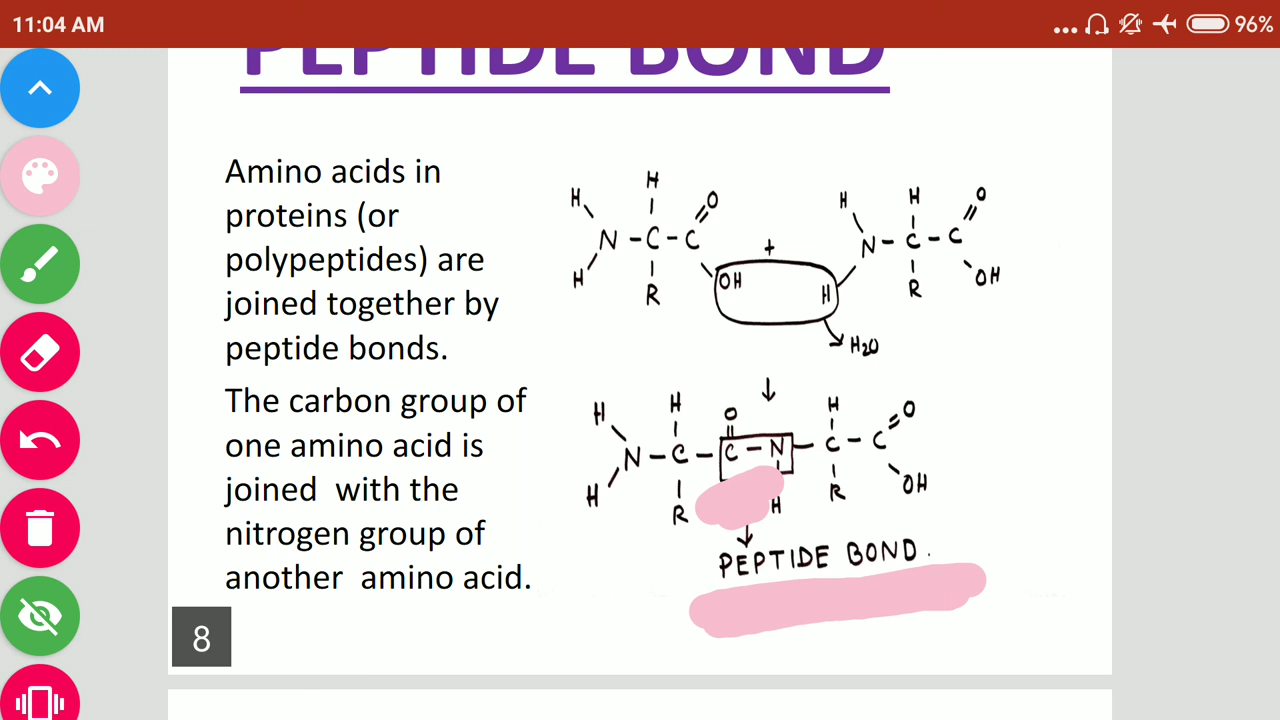 11:04 AM
96%
PEPTIDE BOND
Amino acids in
proteins (or
polypeptides) are
joined together by
peptide bonds.
The carbon group of
one amino acid is
joined with the
nitrogen group of
another amino acid.
H H O H H O
N - C - C + N - C - C
H R OH H R OH
H2O
H H O H O
N - C - C - N - C - C
H R H R OH
PEPTIDE BOND.
8